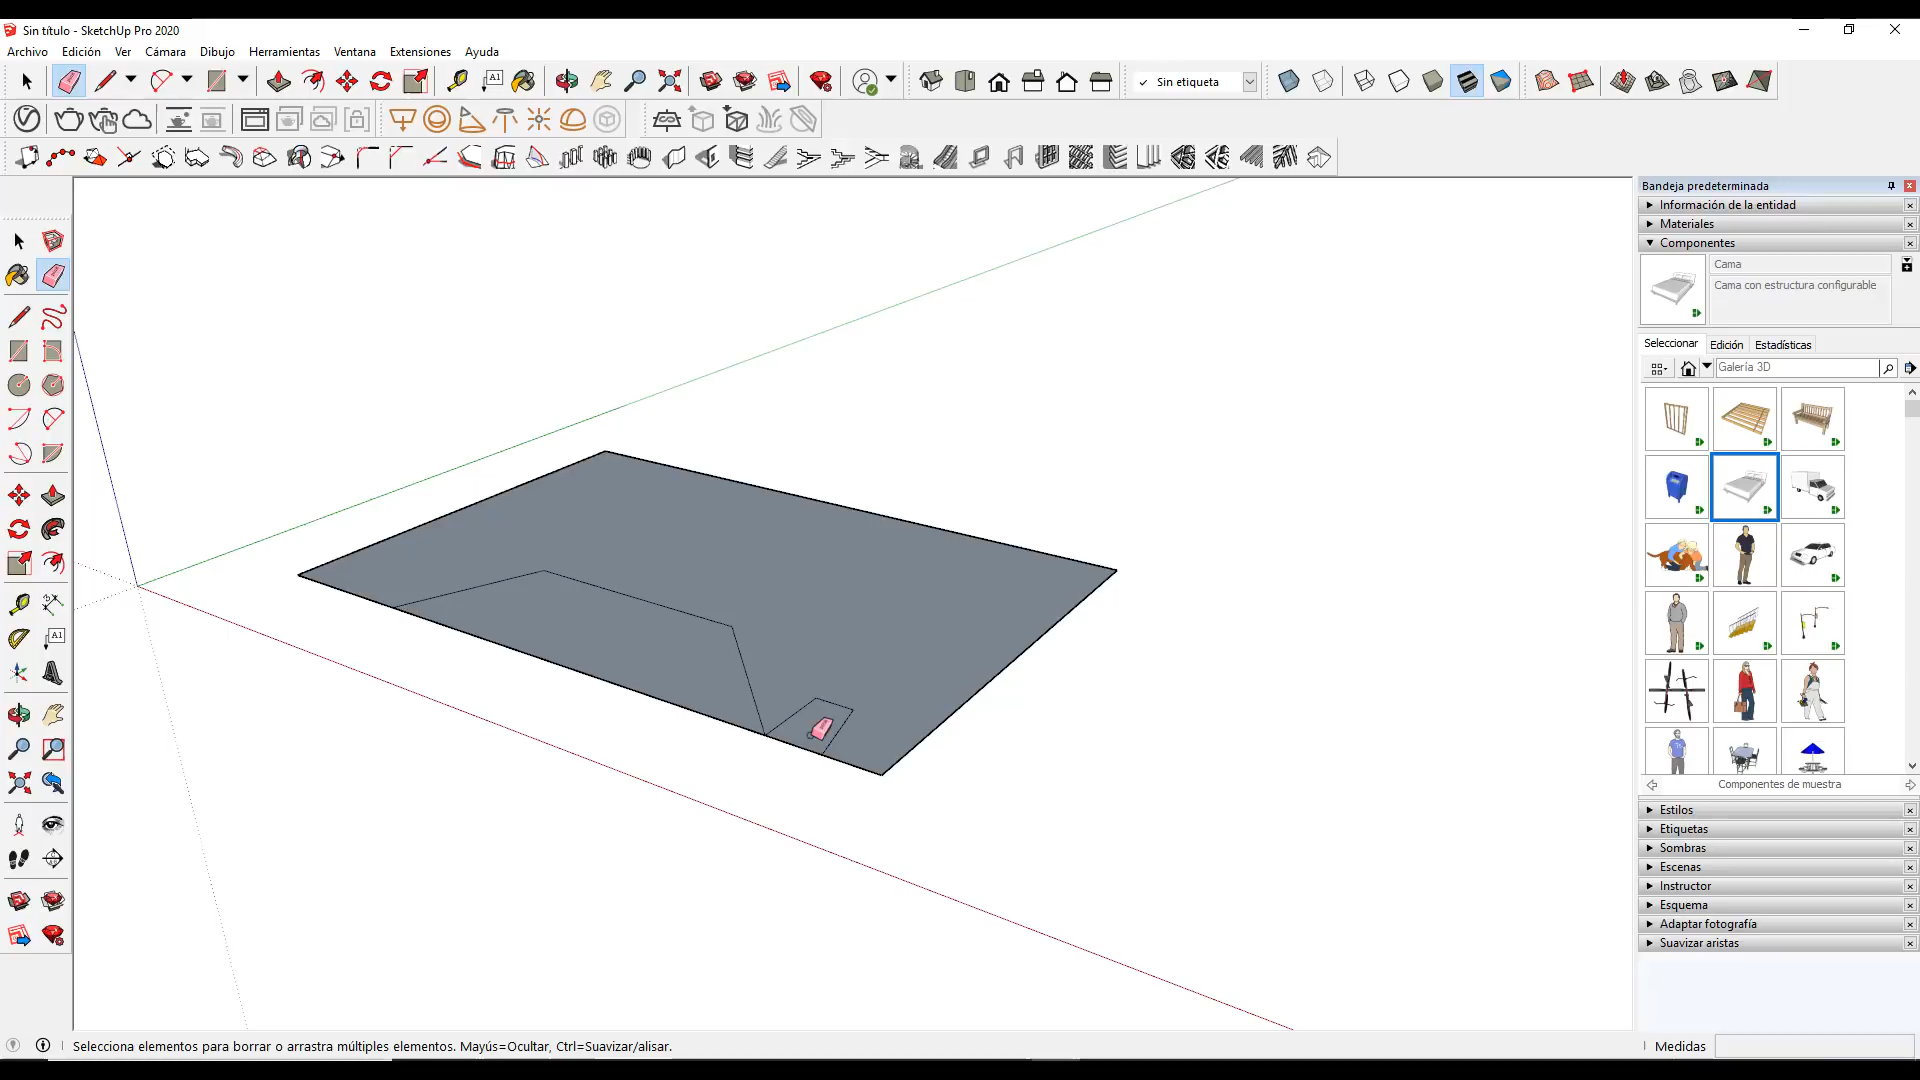 Sin título - SketchUp Pro 2020
Archivo Edición Ver Cámara Dibujo Herramientas Ventana Extensiones Ayuda
A1
✓ Sin etiqueta
Bandeja predeterminada
Información de la entidad
Materiales
Componentes
Cama
Cama con estructura configurable
Seleccionar Edición Estadísticas
Galería 3D
A1
Componentes de muestra
Estilos
Etiquetas
Sombras
Escenas
Instructor
Esquema
Adaptar fotografía
Suavizar aristas
Selecciona elementos para borrar o arrastra múltiples elementos. Mayús=Ocultar, Ctrl=Suavizar/alisar.
Medidas